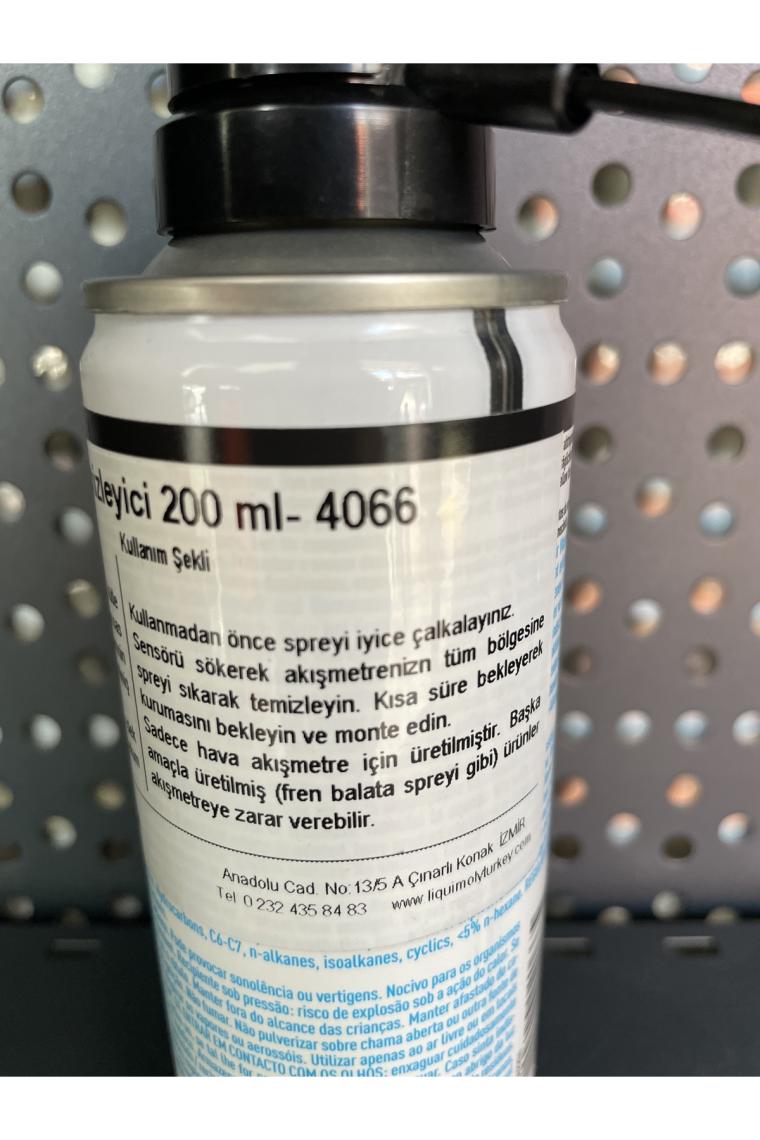 izleyici 200 ml- 4066
Kullanım Şekli
Kullanmadan önce spreyi iyice çalkalayınız.
Sensörü sökerek akışmetrenizn tüm bölgesine
spreyi sıkarak temizleyin. Kısa süre bekleyerek
kurumasını bekleyin ve monte edin.
Sadece hava akışmetre için üretilmiştir. Başka
amaçla üretilmiş (fren balata spreyi gibi) ürünler
akışmetreye zarar verebilir.
Anadolu Cad. No:13/5 A Çınarlı Konak İZMİR
Tel 0 232 435 84 83 www.liquimolyturkey.com
C6-C7, n-alkanes, isoalkanes, cyclics, <5% n-hexane.
Pode provocar sonolência ou vertigens. Nocivo para os organismos
Recipiente sob pressão: risco de explosão sob a ação do calor. Se
Manter fora do alcance das crianças. Manter afastado do
Não fumar. Não pulverizar sobre chama aberta ou outra fonte
vapores ou aerossóis. Utilizar apenas ao ar livre ou em locais
EM CONTACTO COM OS OLHOS: enxaguar